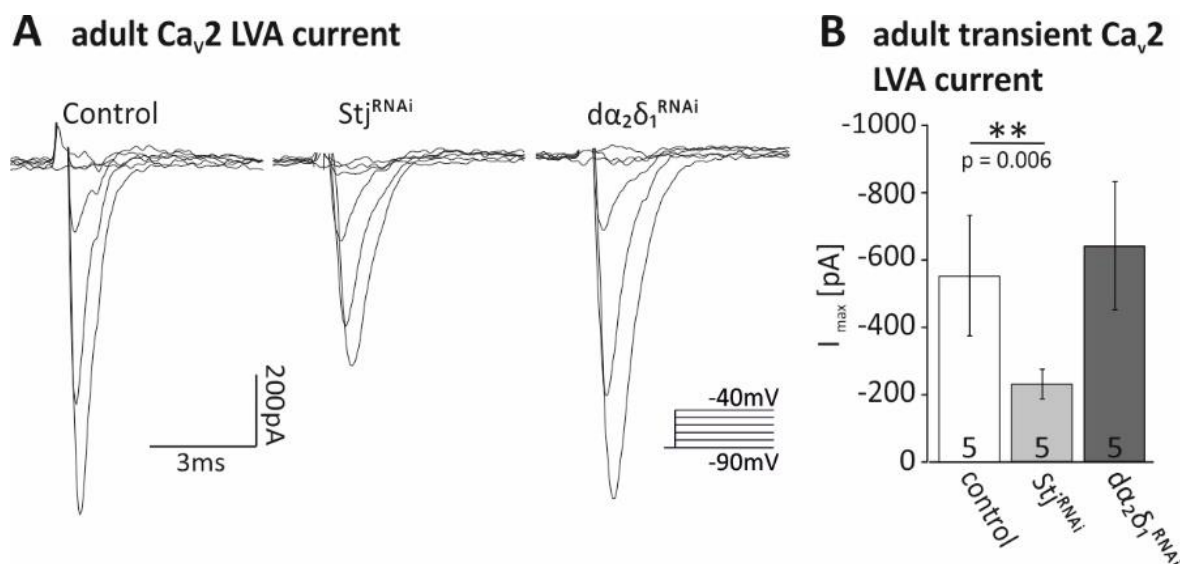 A adult Caᵥ2 LVA current
Control
Stjᴿᴺᴬⁱ
dα₂δ₁ᴿᴺᴬⁱ
200pA
3ms
-40mV
-90mV
B adult transient Caᵥ2
LVA current
-1000
-800
-600
-400
-200
0
I max [pA]
**
p = 0.006
5
5
5
control
Stjᴿᴺᴬⁱ
dα₂δ₁ᴿᴺᴬⁱ